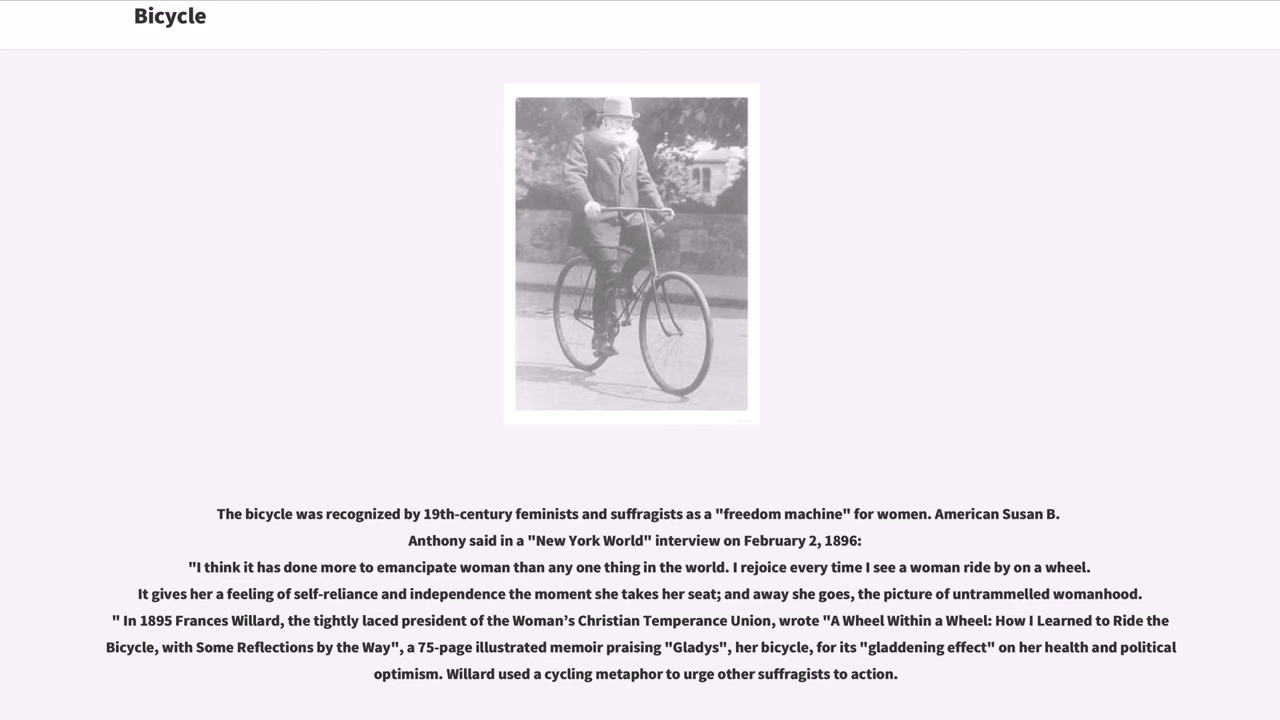 Bicycle
The bicycle was recognized by 19th-century feminists and suffragists as a "freedom machine" for women. American Susan B.
Anthony said in a "New York World" interview on February 2, 1896:
"I think it has done more to emancipate woman than any one thing in the world. I rejoice every time I see a woman ride by on a wheel.
It gives her a feeling of self-reliance and independence the moment she takes her seat; and away she goes, the picture of untrammelled womanhood.
" In 1895 Frances Willard, the tightly laced president of the Woman’s Christian Temperance Union, wrote "A Wheel Within a Wheel: How I Learned to Ride the
Bicycle, with Some Reflections by the Way", a 75-page illustrated memoir praising "Gladys", her bicycle, for its "gladdening effect" on her health and political
optimism. Willard used a cycling metaphor to urge other suffragists to action.